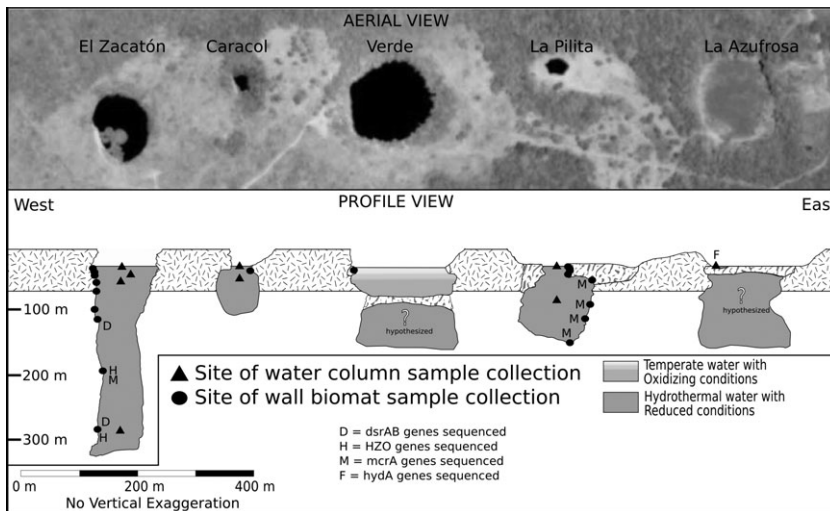 AERIAL VIEW
El Zacatón Caracol Verde La Pilita La Azufrosa
West PROFILE VIEW East
F
M
100 m
D
?
hypothesized
M
?
hypothesized
M
M
H
M
200 m
D
H
300 m
Site of water column sample collection
Site of wall biomat sample collection
Temperate water with
Oxidizing conditions
Hydrothermal water with
Reduced conditions
D = dsrAB genes sequenced
H = HZO genes sequenced
M = mcrA genes sequenced
F = hydA genes sequenced
0 m 200 m 400 m
No Vertical Exaggeration